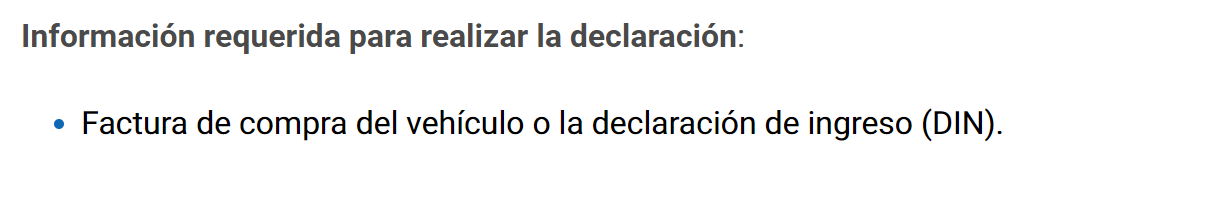 Información requerida para realizar la declaración:
• Factura de compra del vehículo o la declaración de ingreso (DIN).